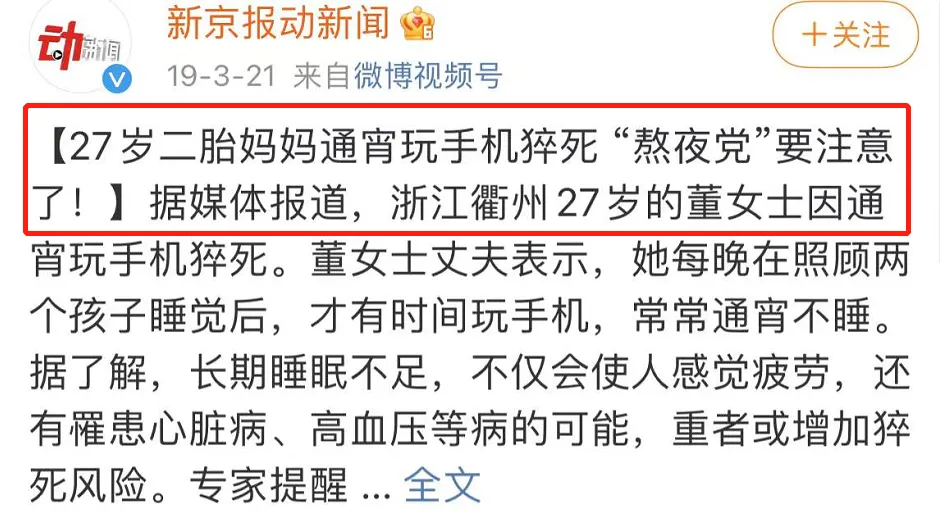 动新闻
新京报动新闻
19-3-21 来自微博视频号
+关注
【27岁二胎妈妈通宵玩手机猝死 “熬夜党”要注意
了！】据媒体报道，浙江衢州27岁的董女士因通
宵玩手机猝死。董女士丈夫表示，她每晚在照顾两
个孩子睡觉后，才有时间玩手机，常常通宵不睡。
据了解，长期睡眠不足，不仅会使人感觉疲劳，还
有罹患心脏病、高血压等病的可能，重者或增加猝
死风险。专家提醒 ... 全文